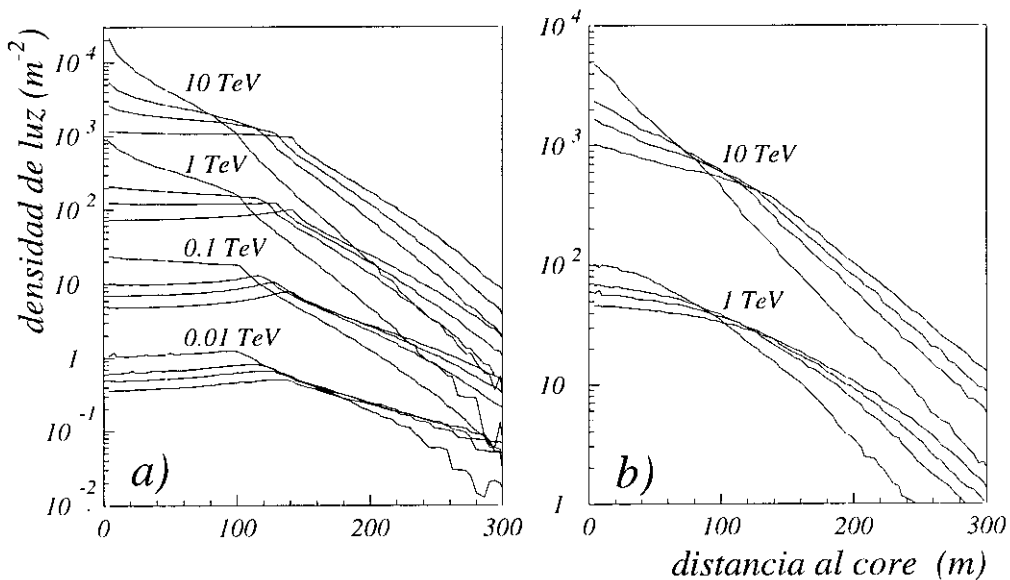 densidad de luz (m⁻²)
10⁴
10³
10²
10
1
10⁻¹
10⁻²
10 TeV
1 TeV
0.1 TeV
0.01 TeV
a)
0 100 200 300
10⁴
10³
10²
10
1
10 TeV
1 TeV
b)
0 100 200 300
distancia al core (m)